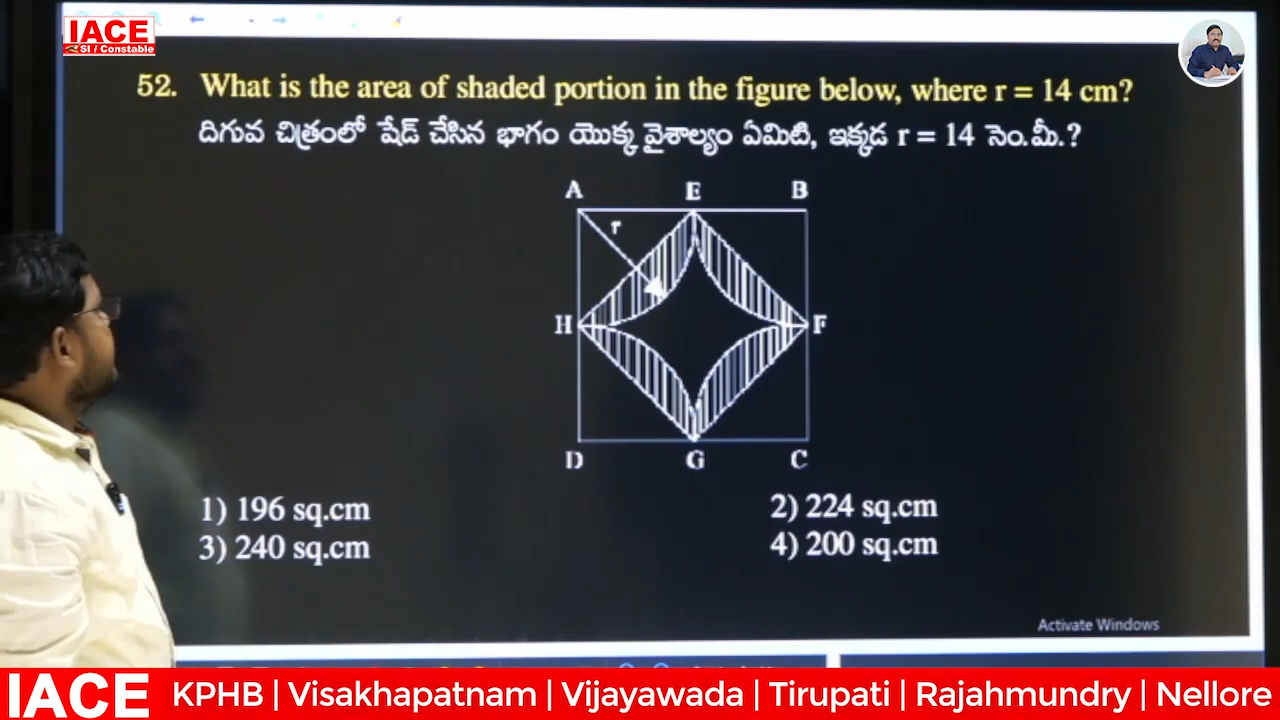 IACE
SI / Constable
52. What is the area of shaded portion in the figure below, where r = 14 cm?
దిగువ చిత్రంలో షేడ్ చేసిన భాగం యొక్క వైశాల్యం ఏమిటి, ఇక్కడ r = 14 సెం.మీ.?
A E B
r
H F
D G C
1) 196 sq.cm 2) 224 sq.cm
3) 240 sq.cm 4) 200 sq.cm
Activate Windows
IACE KPHB | Visakhapatnam | Vijayawada | Tirupati | Rajahmundry | Nellore